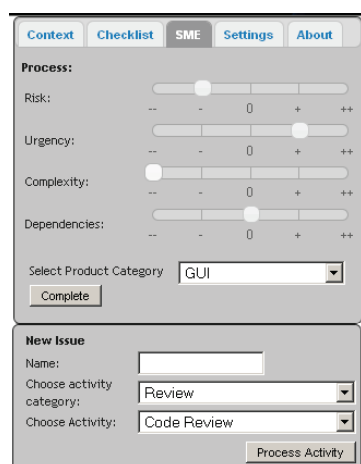 Context Checklist SME Settings About
Process:
Risk:
-- - 0 + ++
Urgency:
-- - 0 + ++
Complexity:
-- - 0 + ++
Dependencies:
-- - 0 + ++
Select Product Category GUI
Complete
New Issue
Name:
Choose activity
category: Review
Choose Activity: Code Review
Process Activity